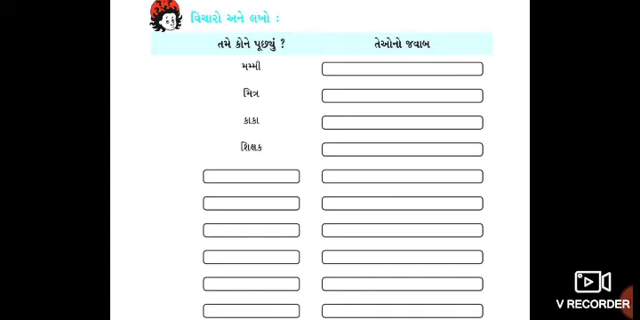 વિચારો અને લખો :
તમે કોને પૂછ્યું ? તેઓનો જવાબ
મમ્મી
મિત્ર
કાકા
શિક્ષક
V RECORDER